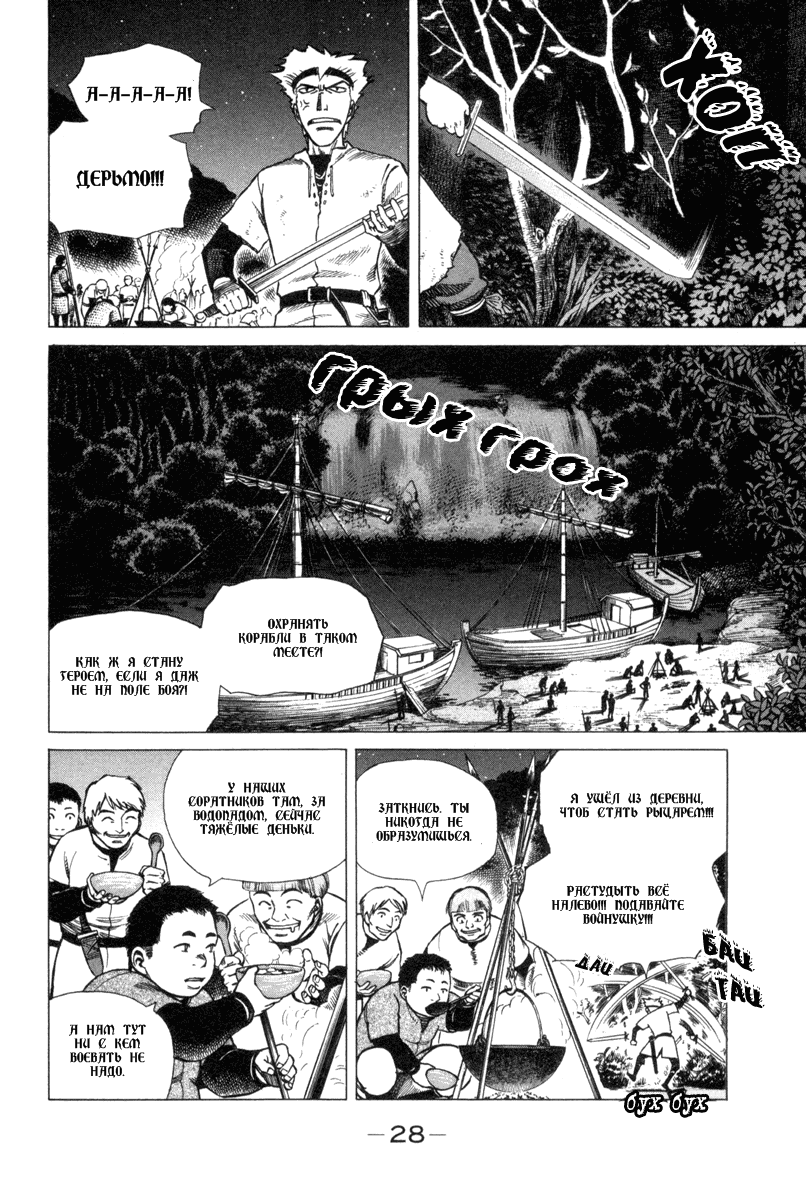 А-А-А-А-А!
ДЕРЬМО!!!
ХОП
ГРЫХ ГРОХ
КАК Ж Я СТАНУ
ГЕРОЕМ, ЕСЛИ Я ДАЖ
НЕ НА ПОЛЕ БОЯ?!
ОХРАНЯТЬ
КОРАБЛИ В ТАКОМ
МЕСТЕ?!
У НАШИХ
СОРАТНИКОВ ТАМ, ЗА
ВОДОПАДОМ, СЕЙЧАС
ТЯЖЁЛЫЕ ДЕНЬКИ.
А НАМ ТУТ
НИ С КЕМ
ВОЕВАТЬ НЕ
НАДО.
ЗАТКНИСЬ. ТЫ
НИКОГДА НЕ
ОБРАЗУМИШЬСЯ.
Я УШЁЛ ИЗ ДЕРЕВНИ,
ЧТОБ СТАТЬ РЫЦАРЕМ!!!
РАСТУДЫТЬ ВСЁ
НАЛЕВО!!! ПОДАВАЙТЕ
ВОЙНУШКУ!!!
ДАЦ
БАЦ
ТАЦ
БУХ БУХ
—28—